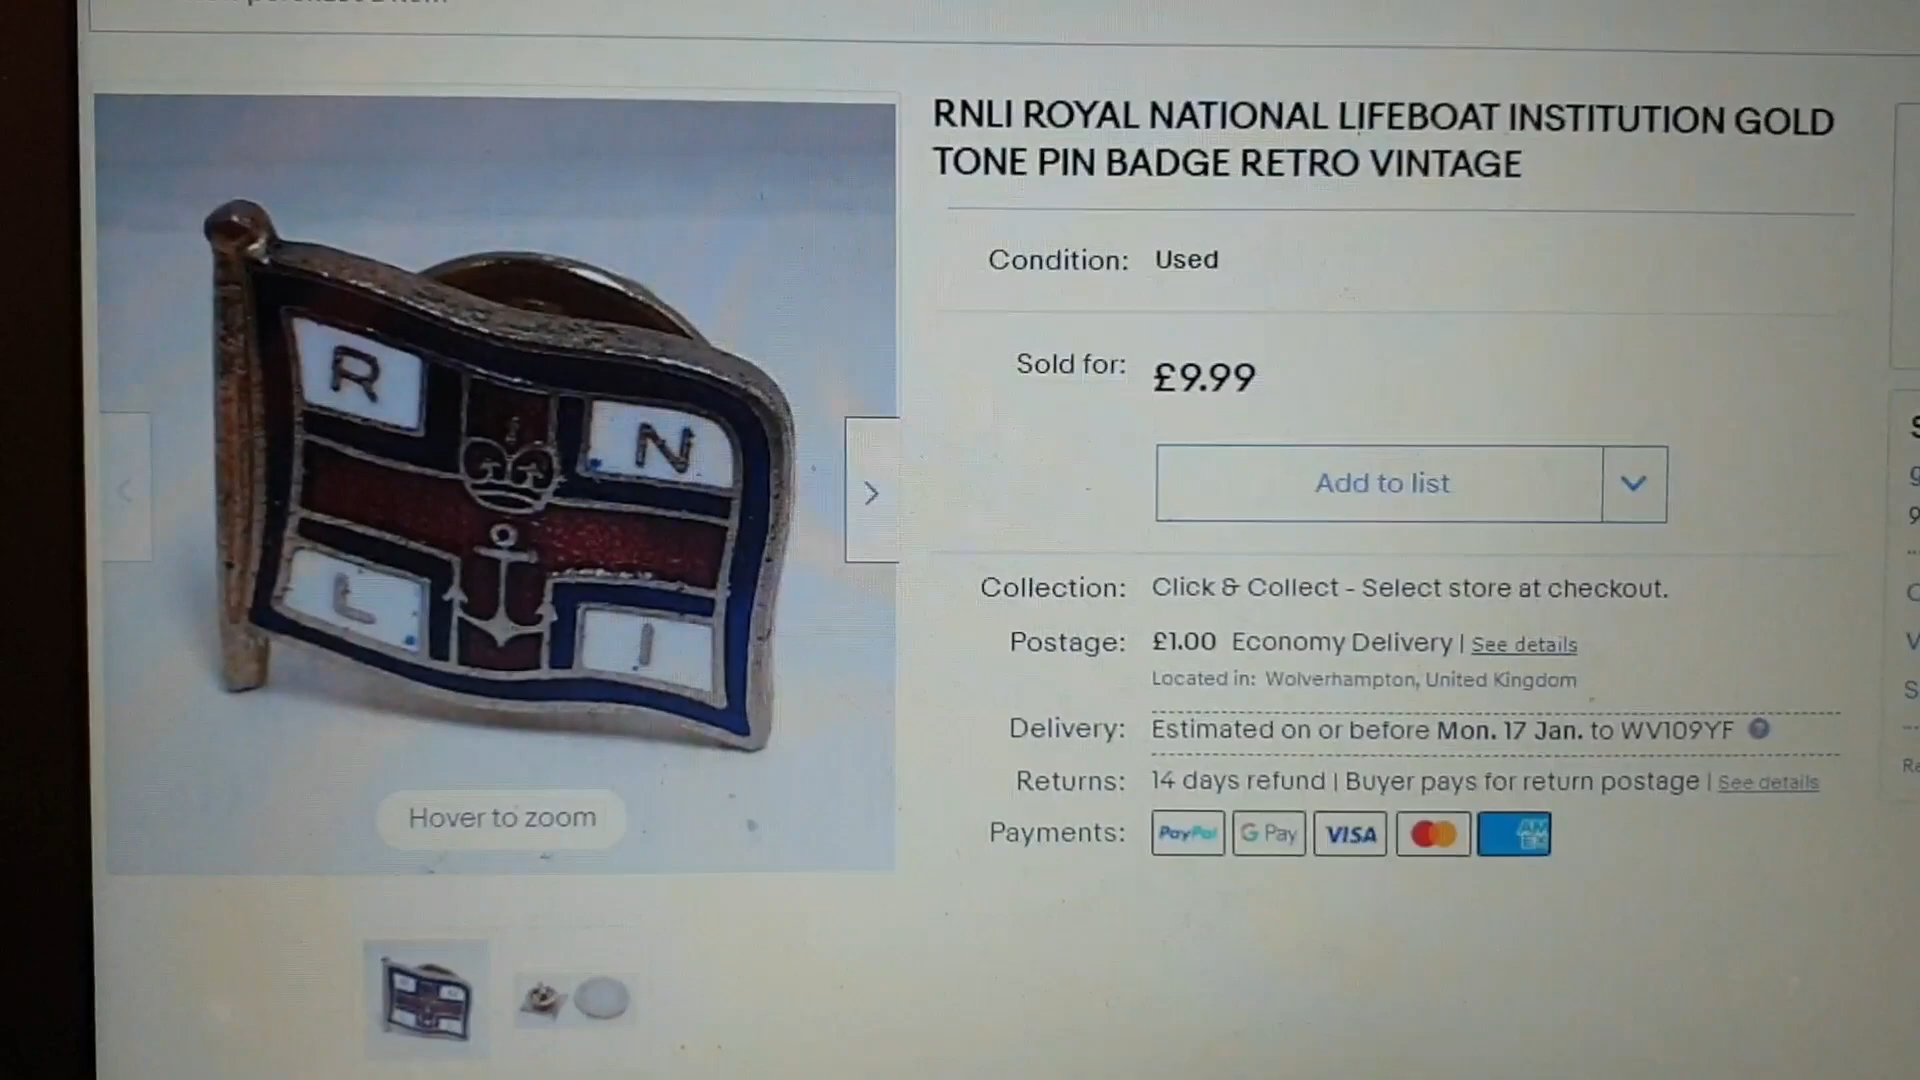 RNLI ROYAL NATIONAL LIFEBOAT INSTITUTION GOLD
TONE PIN BADGE RETRO VINTAGE
Condition: Used
Sold for: £9.99
Add to list
Collection: Click & Collect - Select store at checkout.
Postage: £1.00 Economy Delivery | See details
Located in: Wolverhampton, United Kingdom
Delivery: Estimated on or before Mon. 17 Jan. to WV109YF
Returns: 14 days refund | Buyer pays for return postage | See details
Payments: PayPal G Pay VISA AMEX
R N
L I
Hover to zoom